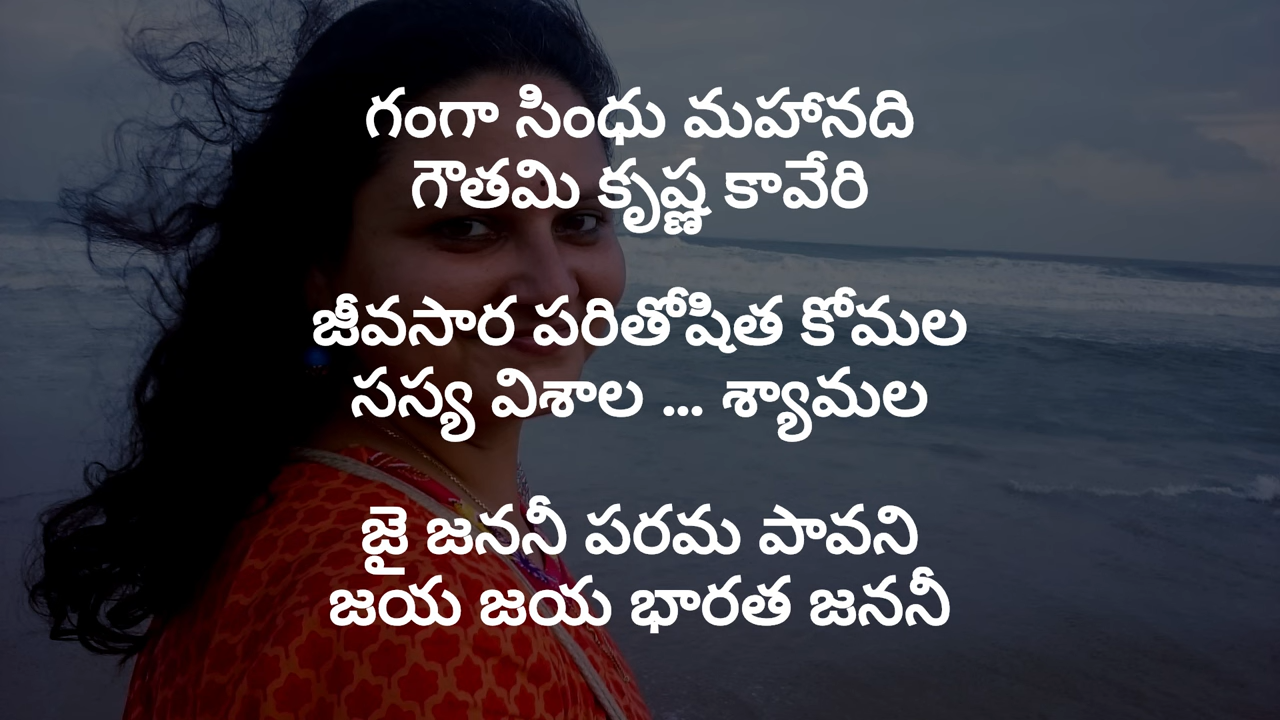 గంగా సింధు మహానది
గౌతమి కృష్ణ కావేరి
జీవసార పరితోషిత కోమల
సస్య విశాల ... శ్యామల
జై జననీ పరమ పావని
జయ జయ భారత జననీ